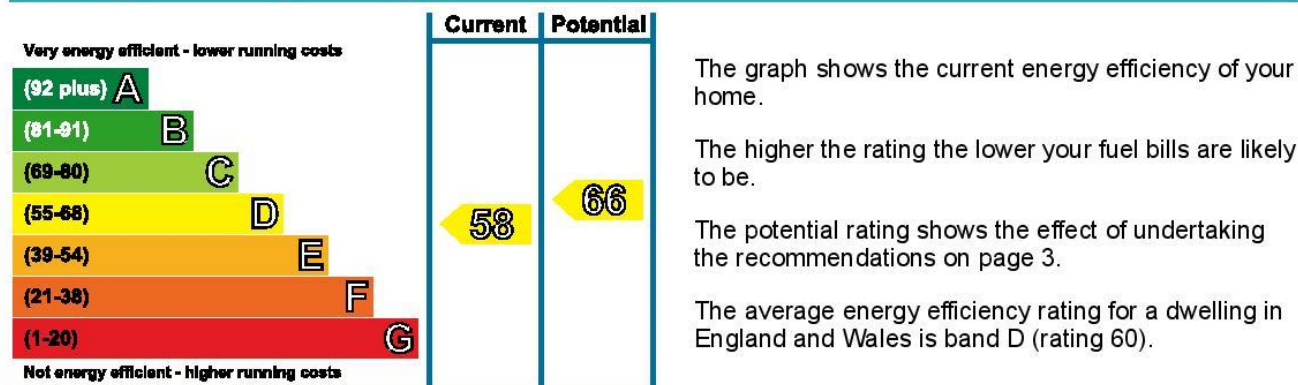 Current Potential
Very energy efficient - lower running costs
(92 plus) A
(81-91) B
(69-80) C
(55-68) D
(39-54) E
(21-38) F
(1-20) G
Not energy efficient - higher running costs
58
66
The graph shows the current energy efficiency of your
home.
The higher the rating the lower your fuel bills are likely
to be.
The potential rating shows the effect of undertaking
the recommendations on page 3.
The average energy efficiency rating for a dwelling in
England and Wales is band D (rating 60).